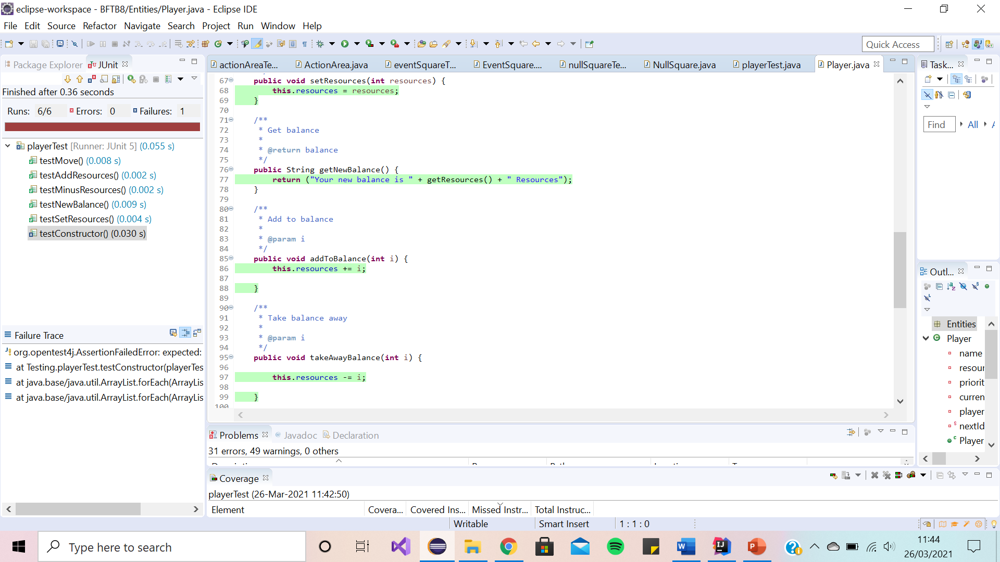 eclipse-workspace - BFTB8/Entities/Player.java - Eclipse IDE
File Edit Source Refactor Navigate Search Project Run Window Help
Quick Access
Package Explorer JUnit
actionAreaTe... ActionArea.java eventSquareT... EventSquare.... nullSquareTe... NullSquare.java playerTest.java Player.java
Task...
Finished after 0.36 seconds
Runs: 6/6 Errors: 0 Failures: 1
playerTest [Runner: JUnit 5] (0.055 s)
testMove() (0.008 s)
testAddResources() (0.002 s)
testMinusResources() (0.002 s)
testNewBalance() (0.009 s)
testSetResources() (0.004 s)
testConstructor() (0.030 s)
Failure Trace
org.opentest4j.AssertionFailedError: expected:
at Testing.playerTest.testConstructor(playerTes
at java.base/java.util.ArrayList.forEach(ArrayLis
at java.base/java.util.ArrayList.forEach(ArrayLis
67 public void setResources(int resources) {
68 this.resources = resources;
69 }
70
71 /**
72 * Get balance
73 *
74 * @return balance
75 */
76 public String getNewBalance() {
77 return ("Your new balance is " + getResources() + " Resources");
78 }
79
80 /**
81 * Add to balance
82 *
83 * @param i
84 */
85 public void addToBalance(int i) {
86 this.resources += i;
87
88 }
89
90 /**
91 * Take balance away
92 *
93 * @param i
94 */
95 public void takeAwayBalance(int i) {
96
97 this.resources -= i;
98
99 }
100
Find All
Outl...
Entities
Player
name
resour
priorit
curren
player
nextId
Player
Problems Javadoc Declaration
31 errors, 49 warnings, 0 others
Coverage
playerTest (26-Mar-2021 11:42:50)
Element Covera... Covered Ins... Missed Instr... Total Instruc...
Writable Smart Insert 1 : 1 : 0
Type here to search
11:44
26/03/2021